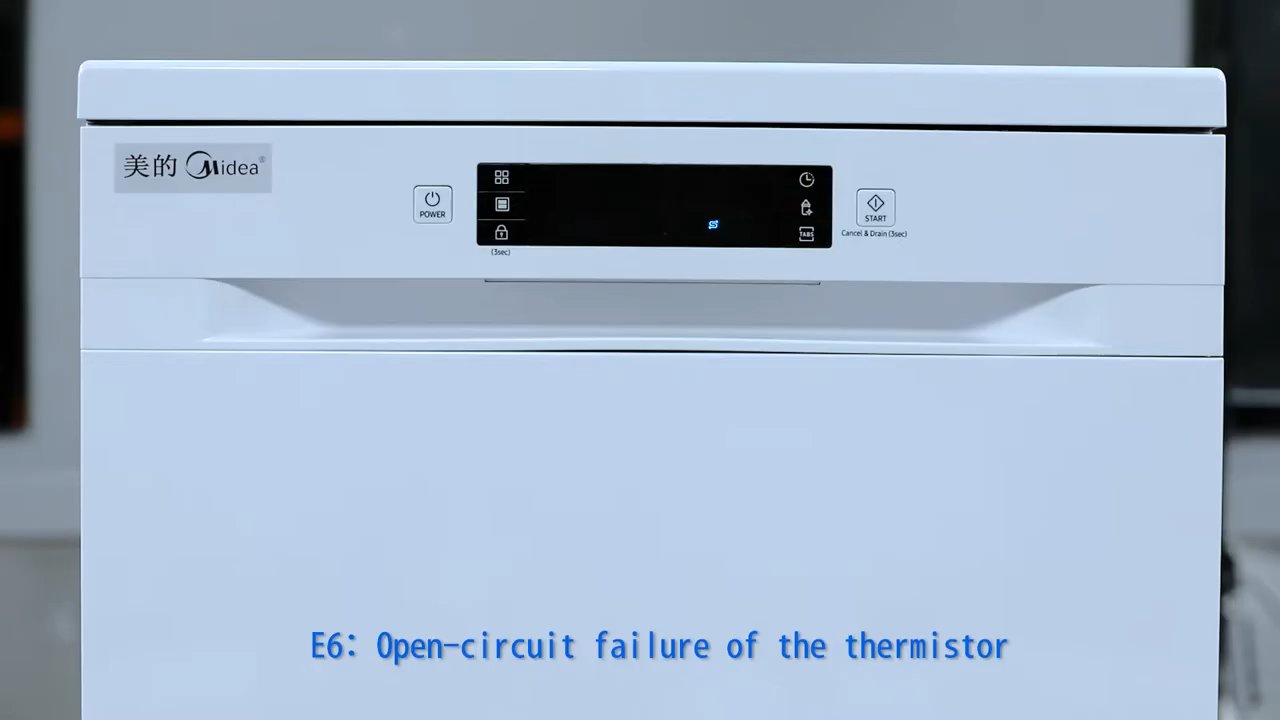 美的 Midea®
POWER
(3sec)
TABS
START
Cancel & Drain (3sec)
E6: Open-circuit failure of the thermistor